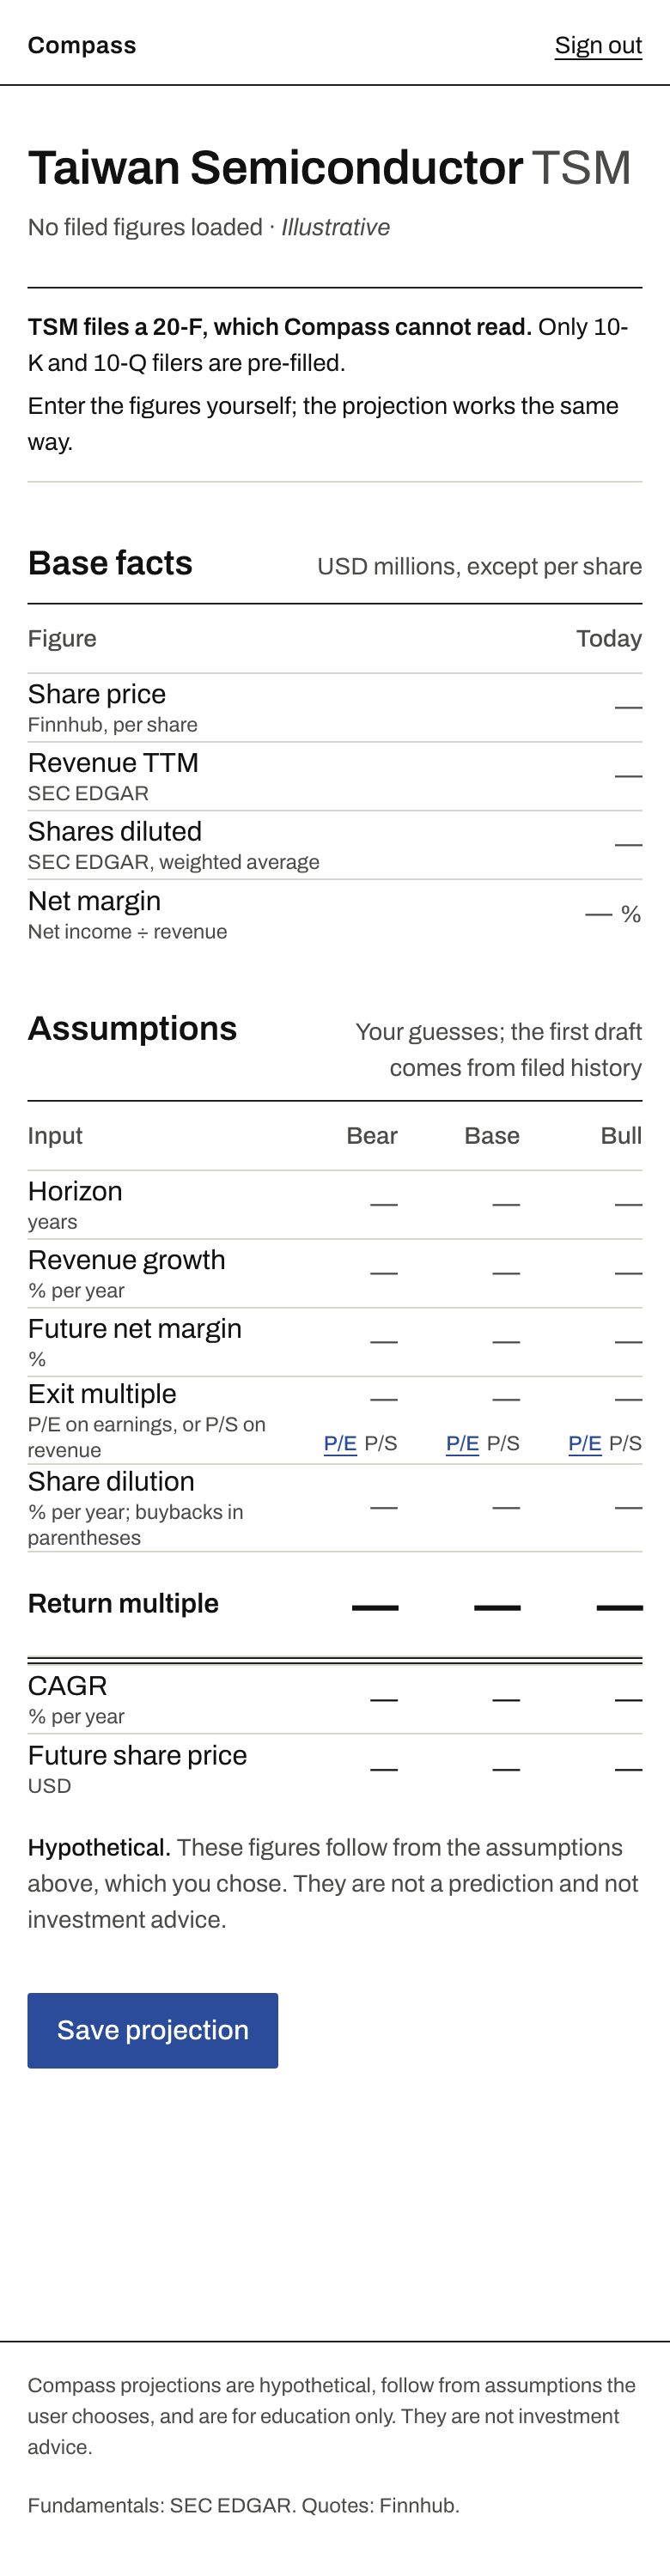 Compass
Sign out
Taiwan Semiconductor TSM
No filed figures loaded · Illustrative
TSM files a 20-F, which Compass cannot read. Only 10-
K and 10-Q filers are pre-filled.
Enter the figures yourself; the projection works the same
way.
Base facts
USD millions, except per share
Figure Today
Share price —
Finnhub, per share
Revenue TTM —
SEC EDGAR
Shares diluted —
SEC EDGAR, weighted average
Net margin — %
Net income ÷ revenue
Assumptions
Your guesses; the first draft
comes from filed history
Input Bear Base Bull
Horizon — — —
years
Revenue growth — — —
% per year
Future net margin — — —
%
Exit multiple — — —
P/E on earnings, or P/S on
revenue
P/E P/S P/E P/S P/E P/S
Share dilution — — —
% per year; buybacks in
parentheses
Return multiple — — —
CAGR — — —
% per year
Future share price — — —
USD
Hypothetical. These figures follow from the assumptions
above, which you chose. They are not a prediction and not
investment advice.
Save projection
Compass projections are hypothetical, follow from assumptions the
user chooses, and are for education only. They are not investment
advice.
Fundamentals: SEC EDGAR. Quotes: Finnhub.